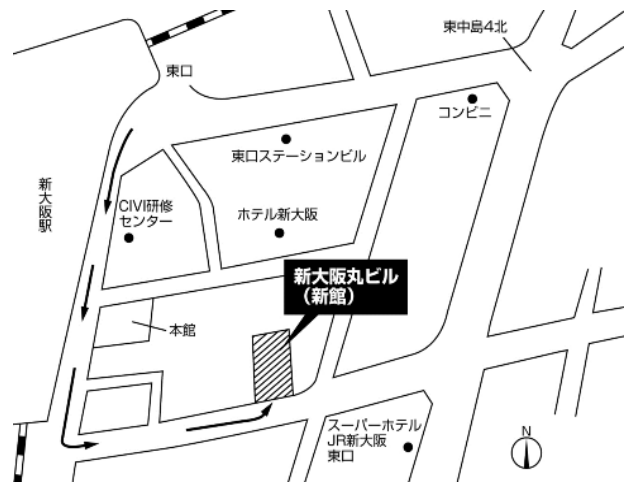 東中島4北
東口
コンビニ
東口ステーションビル
新大阪駅
CIVI研修
センター
ホテル新大阪
新大阪丸ビル
（新館）
本館
スーパーホテル
JR新大阪
東口
N